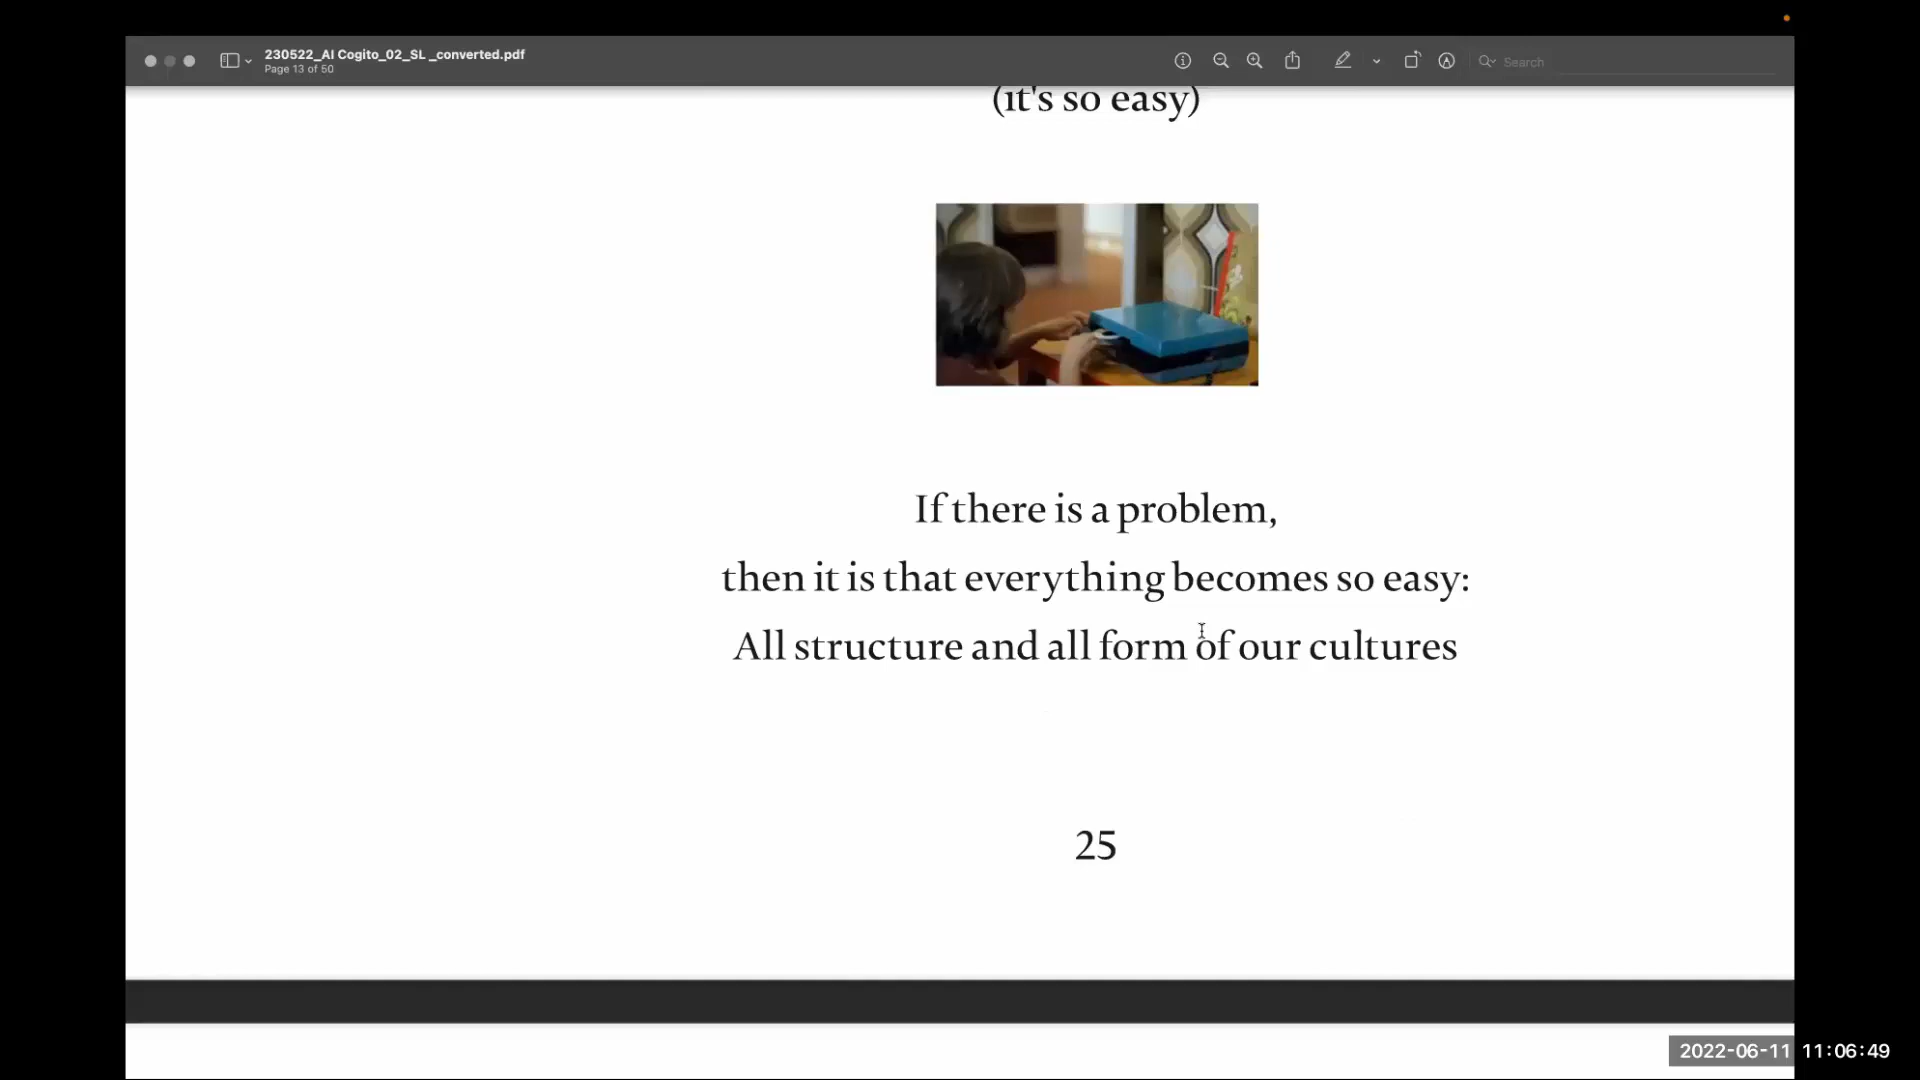 230522_AI Cogito_02_SL _converted.pdf
Page 13 of 50
Search
(it's so easy)
If there is a problem,
then it is that everything becomes so easy:
All structure and all form of our cultures
25
2022-06-11 11:06:49